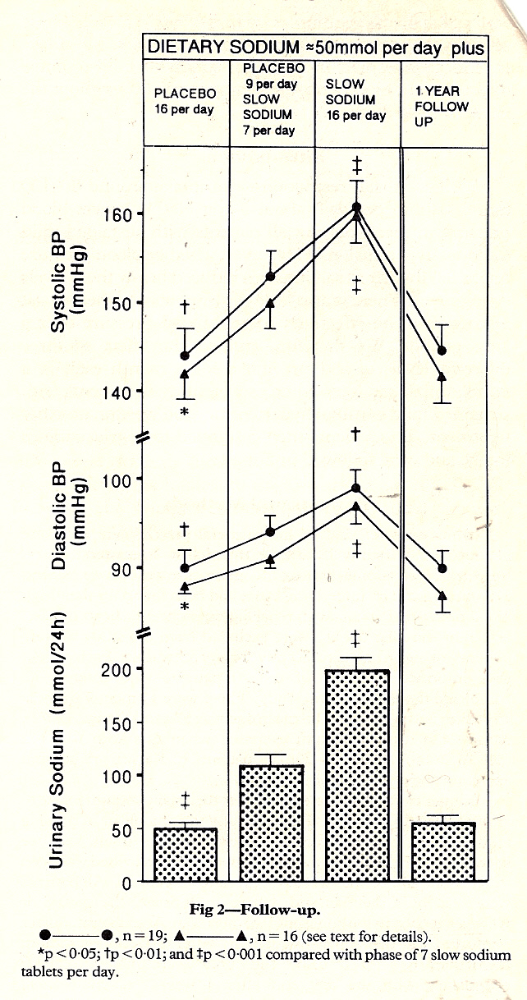 DIETARY SODIUM ≈50mmol per day plus
PLACEBO
16 per day
PLACEBO
9 per day
SLOW
SODIUM
7 per day
SLOW
SODIUM
16 per day
1 YEAR
FOLLOW
UP
Systolic BP
(mmHg)
160
150
140
‡
‡
†
*
Diastolic BP
(mmHg)
100
90
†
†
‡
*
Urinary Sodium (mmol/24h)
200
150
100
50
0
‡
‡
Fig 2—Follow-up.
●——●, n = 19; ▲——▲, n = 16 (see text for details).
*p < 0·05; †p < 0·01; and ‡p < 0·001 compared with phase of 7 slow sodium
tablets per day.